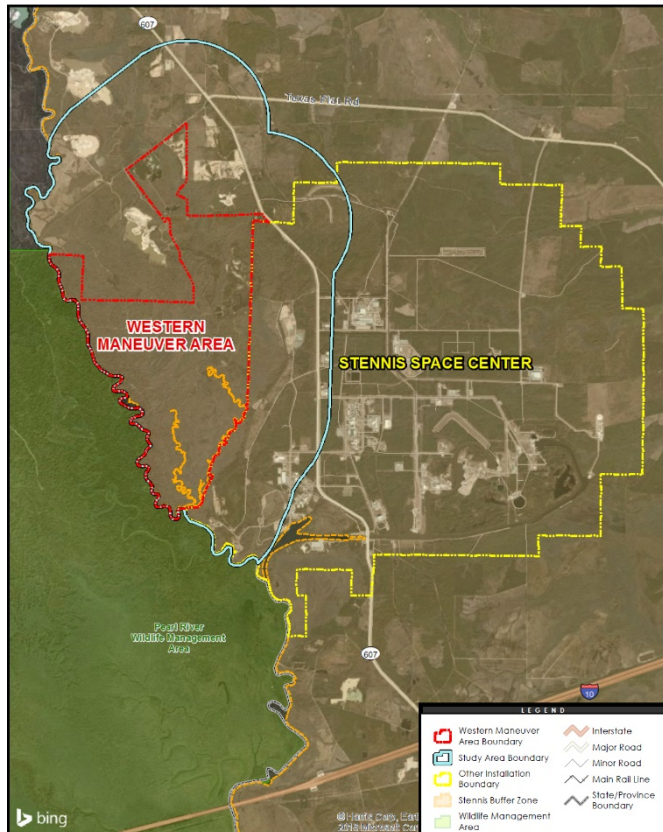 607
Texas Flat Rd
WESTERN
MANEUVER AREA
STENNIS SPACE CENTER
Pearl River
Wildlife Management
Area
607
10
LEGEND
Western Maneuver
Area Boundary
Study Area Boundary
Other Installation
Boundary
Stennis Buffer Zone
Wildlife Management
Area
Interstate
Major Road
Minor Road
Main Rail Line
State/Province
Boundary
bing